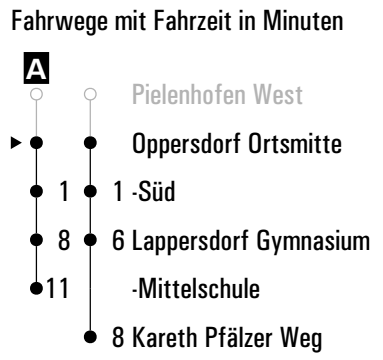 Fahrwege mit Fahrzeit in Minuten
A
Pielenhofen West
Oppersdorf Ortsmitte
1 1 -Süd
8 6 Lappersdorf Gymnasium
11 -Mittelschule
8 Kareth Pfälzer Weg